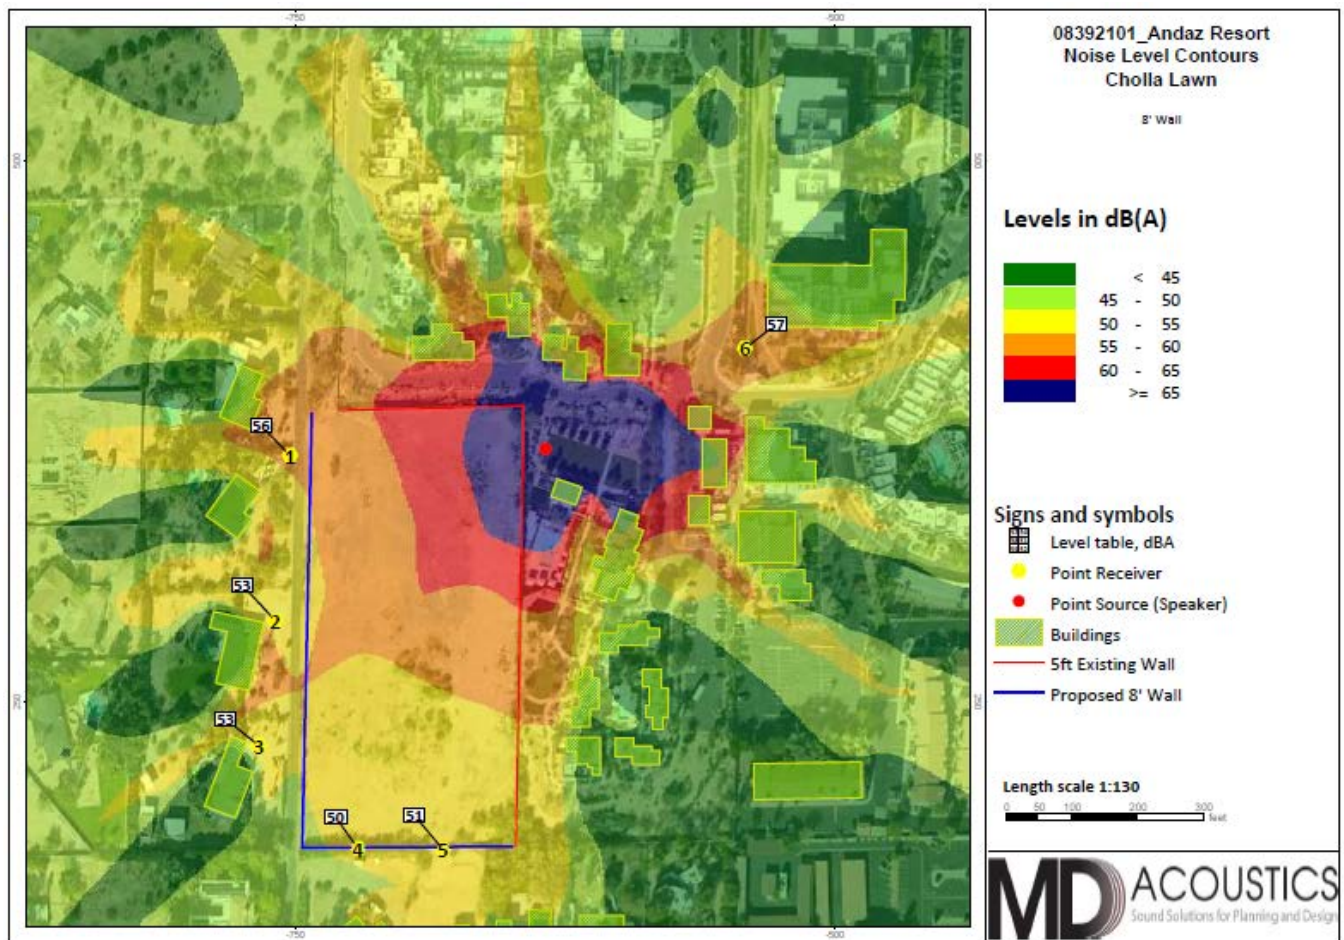 -750
-500
500
500
250
250
56
1
57
6
53
2
53
3
50
4
51
5
-750
-500
08392101_Andaz Resort
Noise Level Contours
Cholla Lawn
8' Wall
Levels in dB(A)
< 45
45 - 50
50 - 55
55 - 60
60 - 65
>= 65
Signs and symbols
Level table, dBA
Point Receiver
Point Source (Speaker)
Buildings
5ft Existing Wall
Proposed 8' Wall
Length scale 1:130
0 50 100 200 300
feet
MD ACOUSTICS
Sound Solutions for Planning and Design